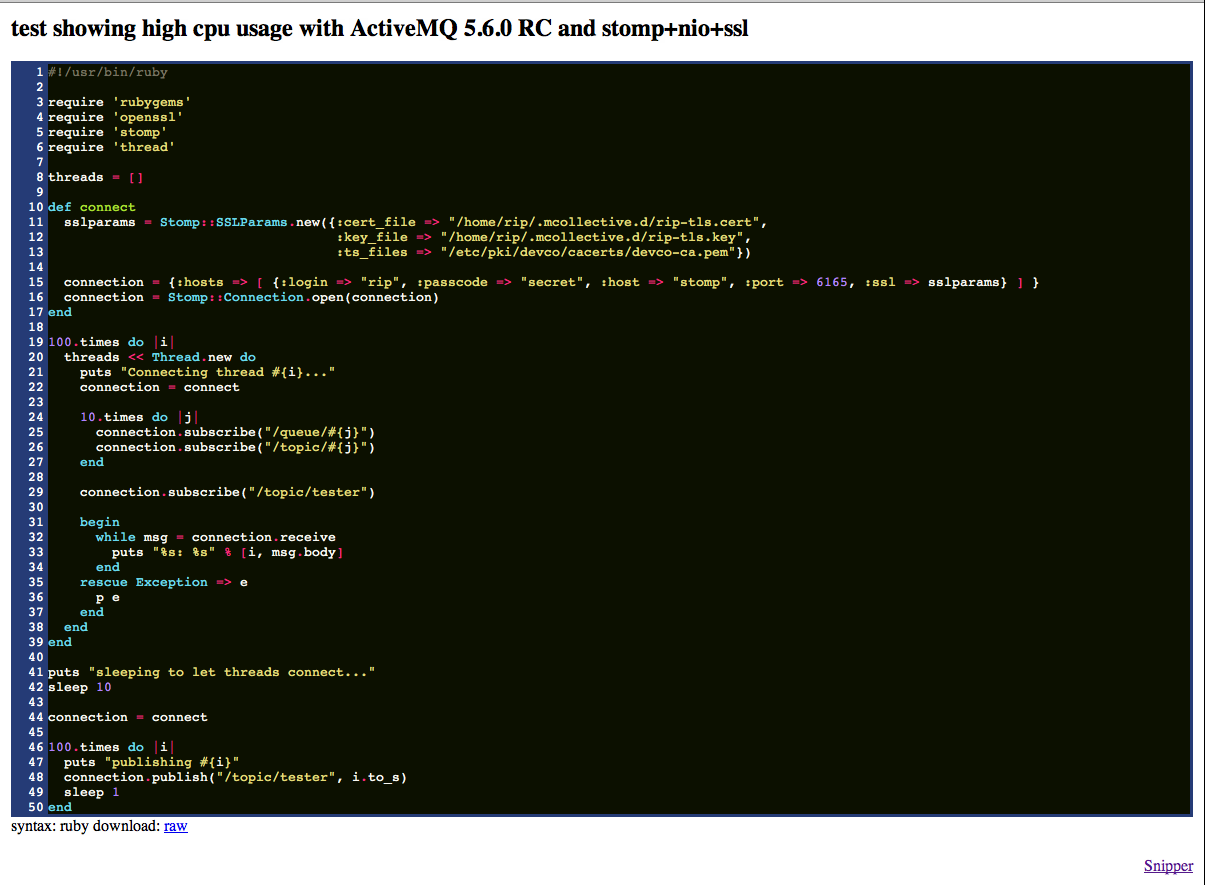 test showing high cpu usage with ActiveMQ 5.6.0 RC and stomp+nio+ssl
1 #!/usr/bin/ruby
2
3 require 'rubygems'
4 require 'openssl'
5 require 'stomp'
6 require 'thread'
7
8 threads = []
9
10 def connect
11   sslparams = Stomp::SSLParams.new({:cert_file => "/home/rip/.mcollective.d/rip-tls.cert",
12                                     :key_file => "/home/rip/.mcollective.d/rip-tls.key",
13                                     :ts_files => "/etc/pki/devco/cacerts/devco-ca.pem"})
14
15   connection = {:hosts => [ {:login => "rip", :passcode => "secret", :host => "stomp", :port => 6165, :ssl => sslparams} ] }
16   connection = Stomp::Connection.open(connection)
17 end
18
19 100.times do |i|
20   threads << Thread.new do
21     puts "Connecting thread #{i}..."
22     connection = connect
23
24     10.times do |j|
25       connection.subscribe("/queue/#{j}")
26       connection.subscribe("/topic/#{j}")
27     end
28
29     connection.subscribe("/topic/tester")
30
31     begin
32       while msg = connection.receive
33         puts "%s: %s" % [i, msg.body]
34       end
35     rescue Exception => e
36       p e
37     end
38   end
39 end
40
41 puts "sleeping to let threads connect..."
42 sleep 10
43
44 connection = connect
45
46 100.times do |i|
47   puts "publishing #{i}"
48   connection.publish("/topic/tester", i.to_s)
49   sleep 1
50 end
syntax: ruby download: raw
Snipper